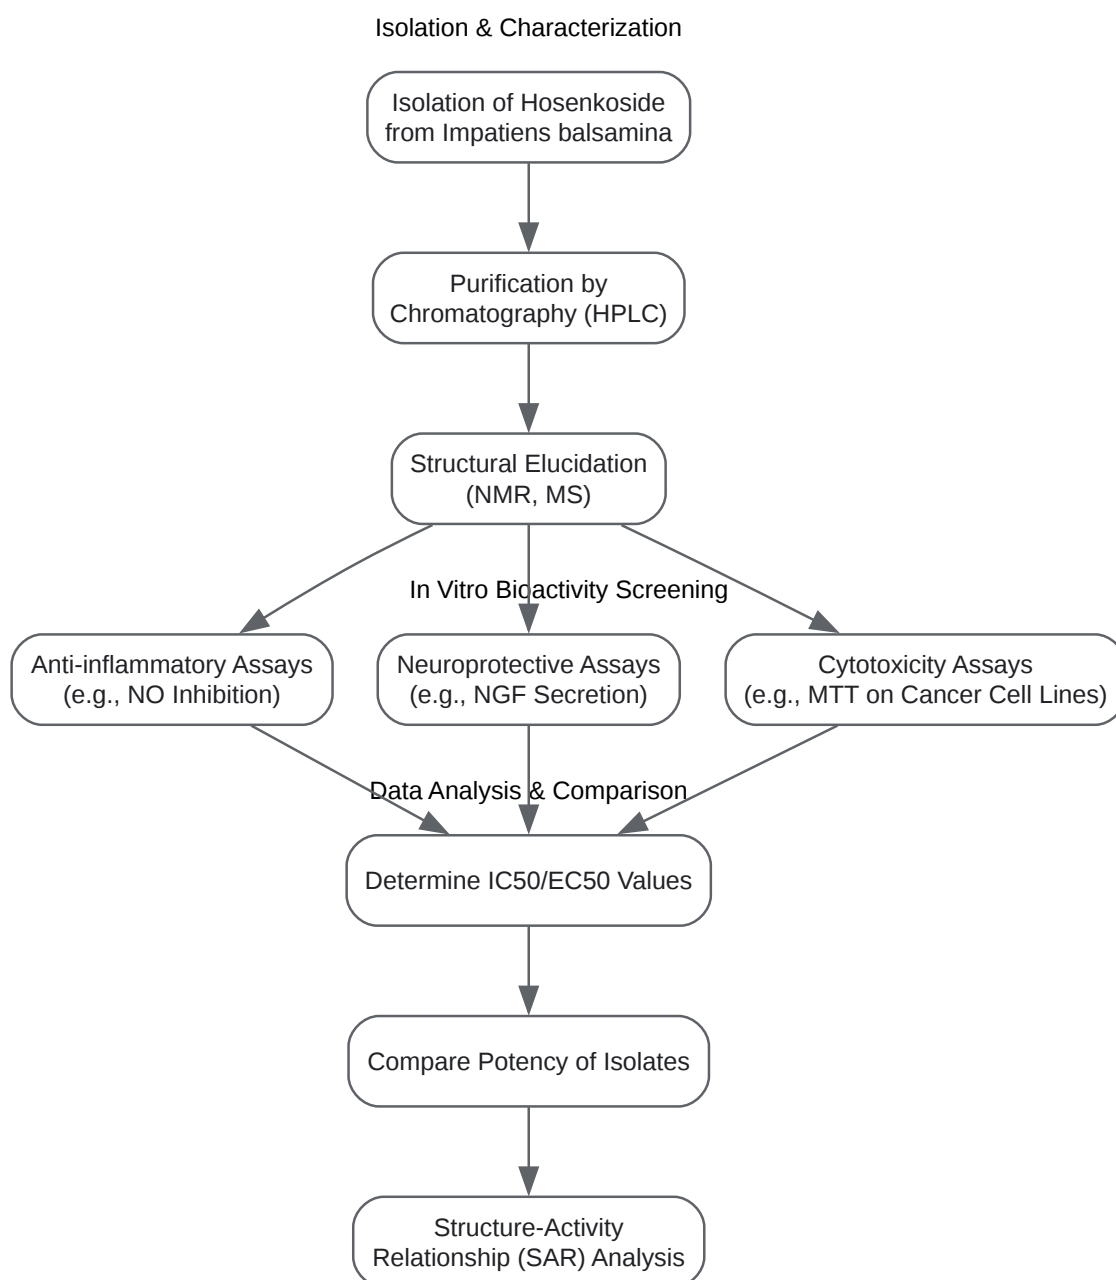 Isolation & Characterization
Isolation of Hosenkoside
from Impatiens balsamina
Purification by
Chromatography (HPLC)
Structural Elucidation
(NMR, MS)
In Vitro Bioactivity Screening
Anti-inflammatory Assays
(e.g., NO Inhibition)
Neuroprotective Assays
(e.g., NGF Secretion)
Cytotoxicity Assays
(e.g., MTT on Cancer Cell Lines)
Data Analysis & Comparison
Determine IC50/EC50 Values
Compare Potency of Isolates
Structure-Activity
Relationship (SAR) Analysis